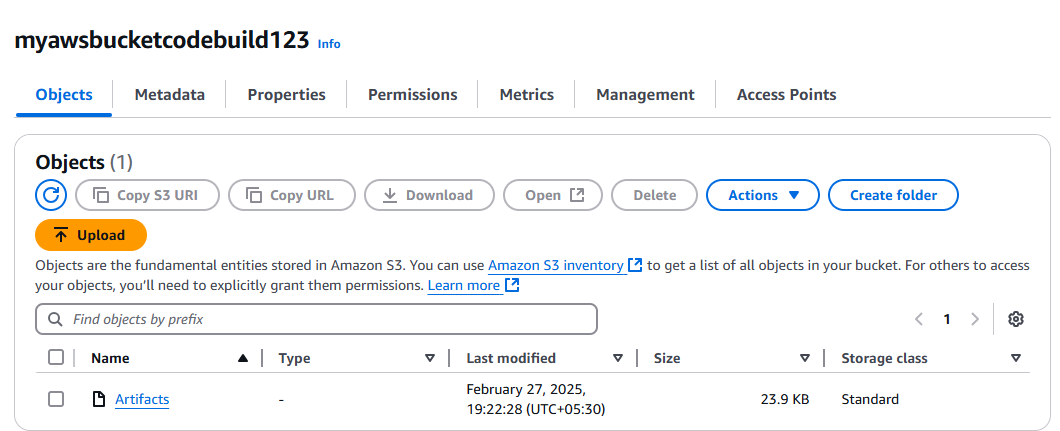 myawsbucketcodebuild123 Info
Objects Metadata Properties Permissions Metrics Management Access Points
Objects (1)
Copy S3 URI Copy URL Download Open Delete Actions Create folder
Upload
Objects are the fundamental entities stored in Amazon S3. You can use Amazon S3 inventory to get a list of all objects in your bucket. For others to access
your objects, you'll need to explicitly grant them permissions. Learn more
Find objects by prefix 1
Name Type Last modified Size Storage class
Artifacts - February 27, 2025, 19:22:28 (UTC+05:30) 23.9 KB Standard